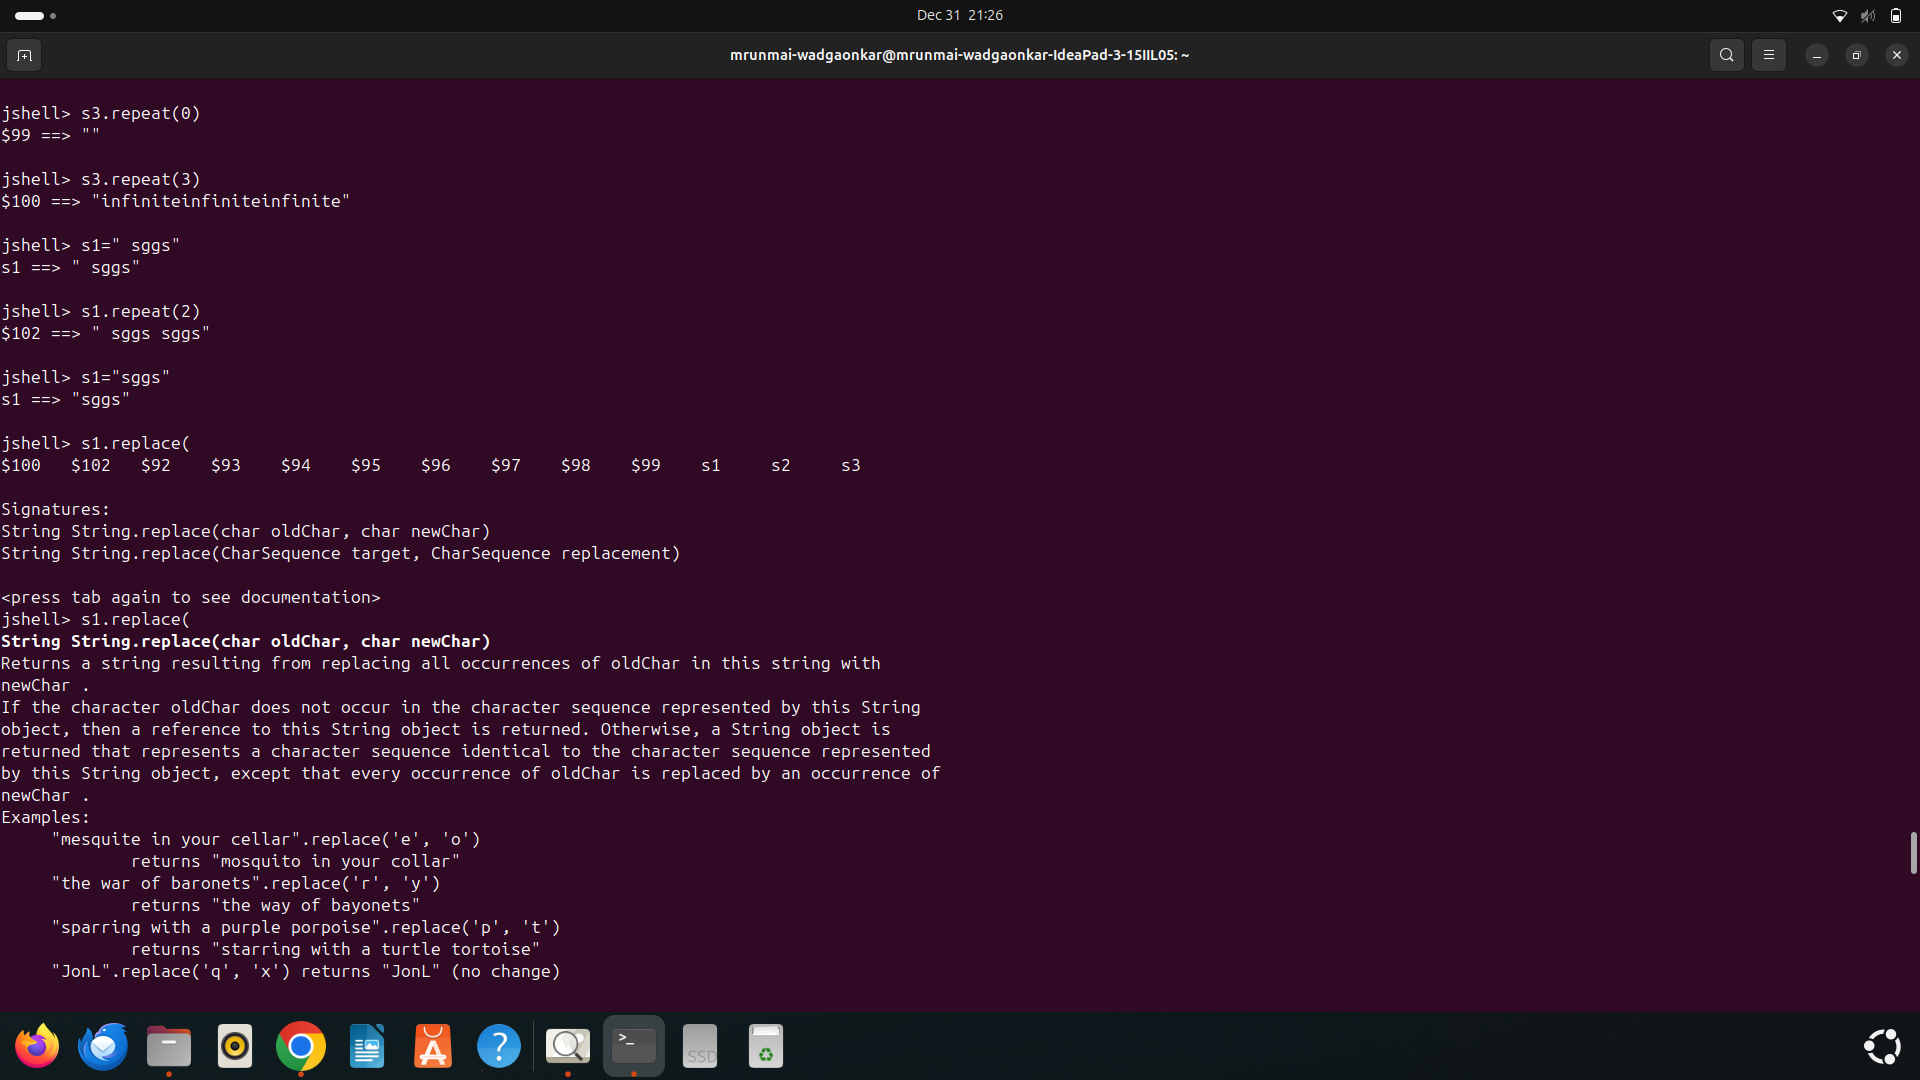 Dec 31 21:26
mrunmai-wadgaonkar@mrunmai-wadgaonkar-IdeaPad-3-15IIL05: ~
jshell> s3.repeat(0)
$99 ==> ""
jshell> s3.repeat(3)
$100 ==> "infiniteinfiniteinfinite"
jshell> s1=" sggs"
s1 ==> " sggs"
jshell> s1.repeat(2)
$102 ==> " sggs sggs"
jshell> s1="sggs"
s1 ==> "sggs"
jshell> s1.replace(
$100   $102   $92    $93    $94    $95    $96    $97    $98    $99    s1     s2     s3
Signatures:
String String.replace(char oldChar, char newChar)
String String.replace(CharSequence target, CharSequence replacement)
<press tab again to see documentation>
jshell> s1.replace(
String String.replace(char oldChar, char newChar)
Returns a string resulting from replacing all occurrences of oldChar in this string with
newChar .
If the character oldChar does not occur in the character sequence represented by this String
object, then a reference to this String object is returned. Otherwise, a String object is
returned that represents a character sequence identical to the character sequence represented
by this String object, except that every occurrence of oldChar is replaced by an occurrence of
newChar .
Examples:
     "mesquite in your cellar".replace('e', 'o')
             returns "mosquito in your collar"
     "the war of baronets".replace('r', 'y')
             returns "the way of bayonets"
     "sparring with a purple porpoise".replace('p', 't')
             returns "starring with a turtle tortoise"
     "JonL".replace('q', 'x') returns "JonL" (no change)
SSD